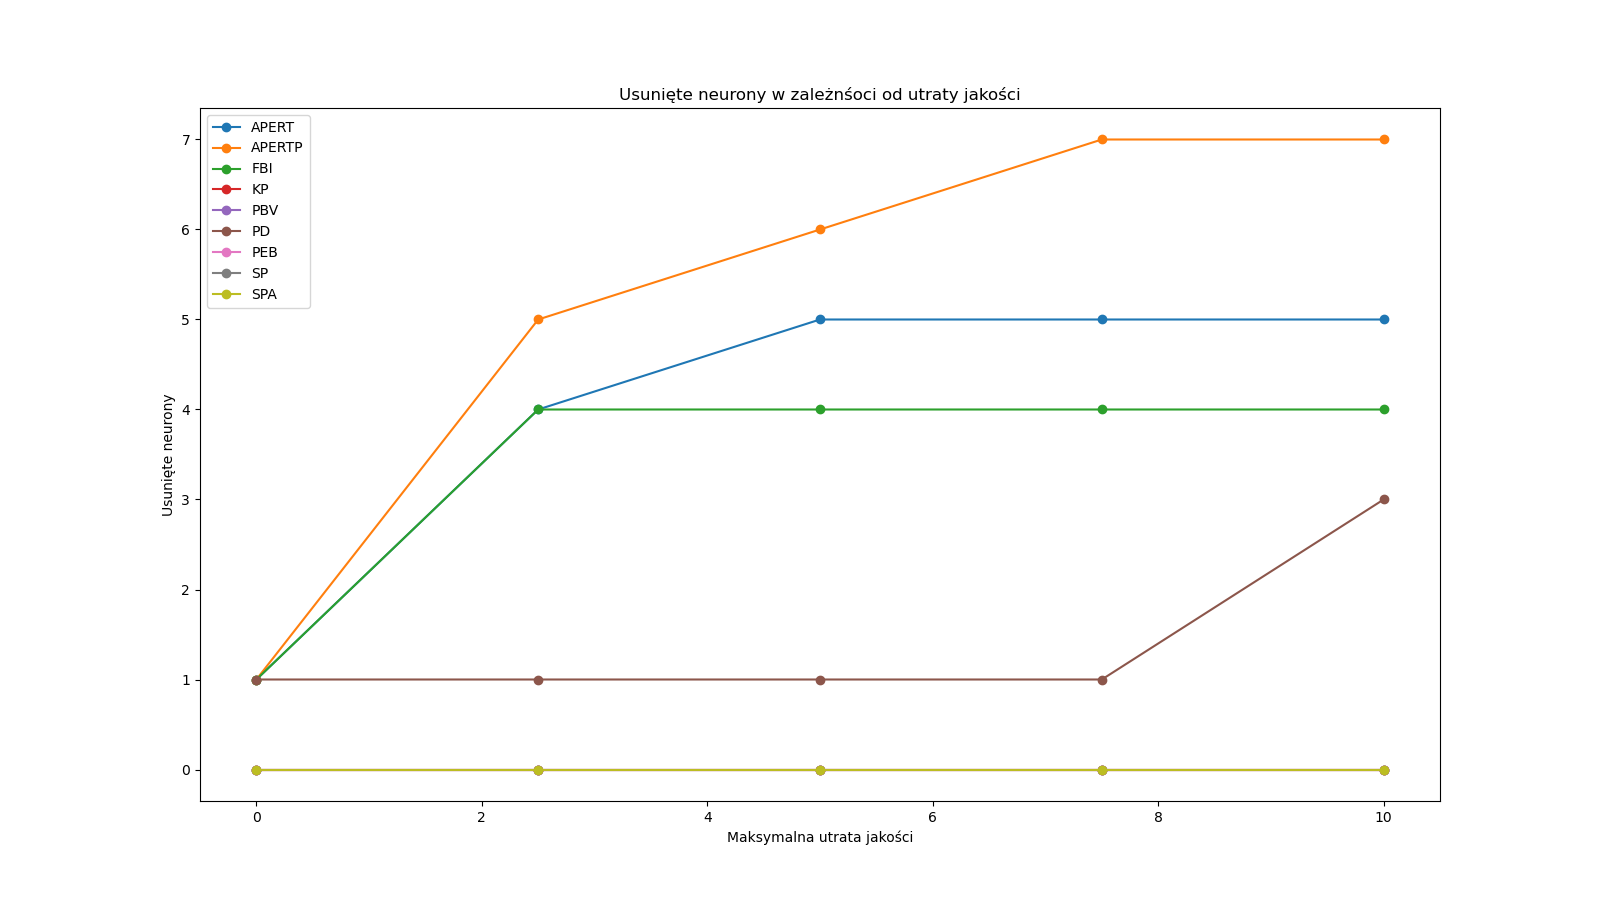 Usunięte neurony w zależnśoci od utraty jakości
APERT
APERTP
FBI
KP
PBV
PD
PEB
SP
SPA
7
6
5
4
3
2
1
0
Usunięte neurony
0 2 4 6 8 10
Maksymalna utrata jakości